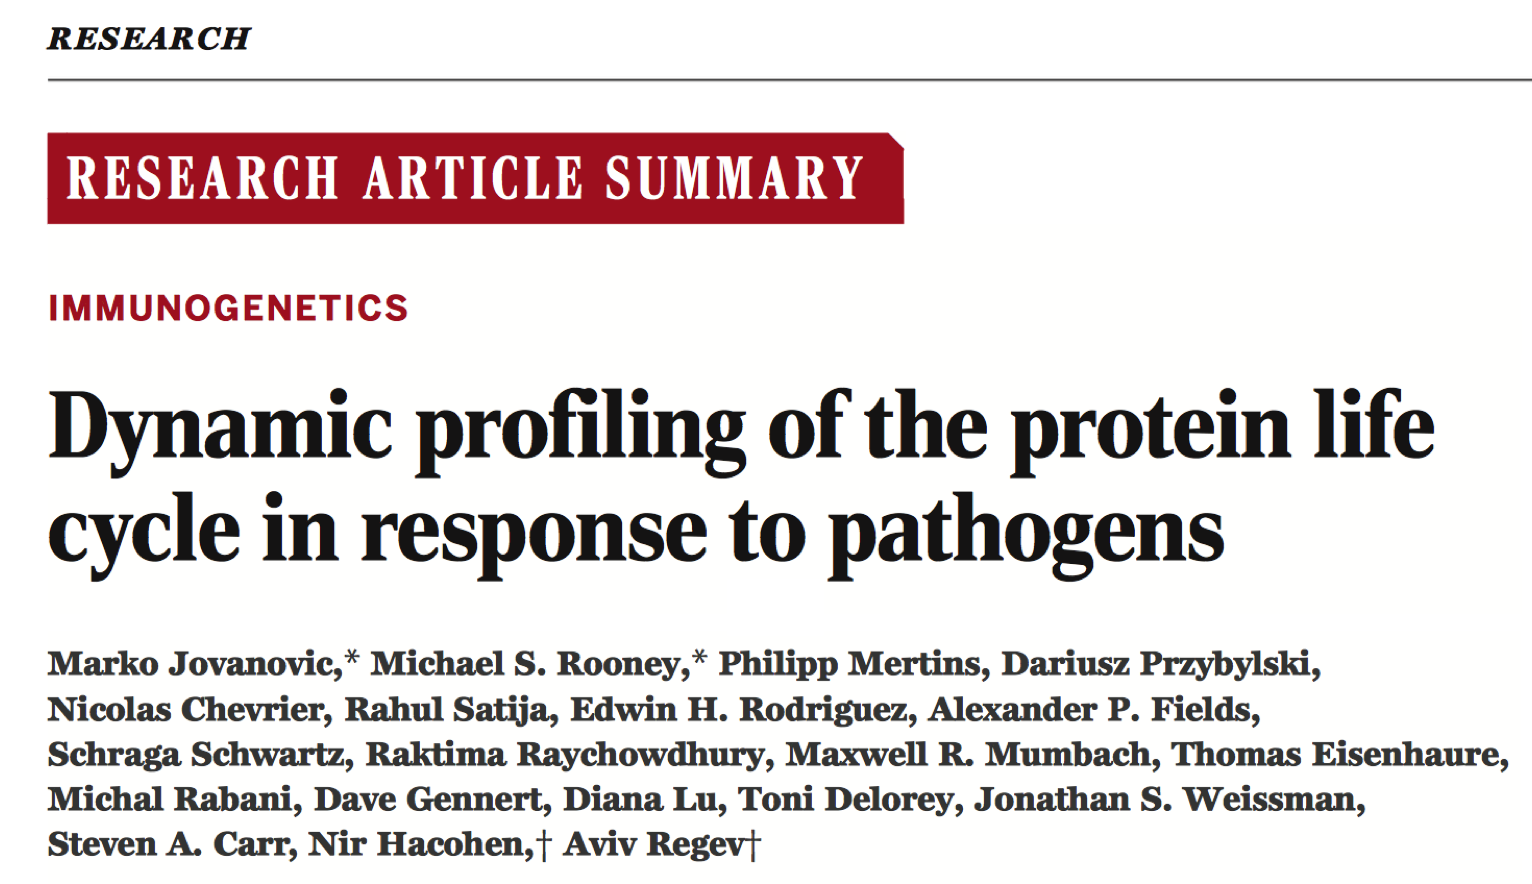 RESEARCH
RESEARCH ARTICLE SUMMARY
IMMUNOGENETICS
Dynamic profiling of the protein life
cycle in response to pathogens
Marko Jovanovic,* Michael S. Rooney,* Philipp Mertins, Dariusz Przybylski,
Nicolas Chevrier, Rahul Satija, Edwin H. Rodriguez, Alexander P. Fields,
Schraga Schwartz, Raktima Raychowdhury, Maxwell R. Mumbach, Thomas Eisenhaure,
Michal Rabani, Dave Gennert, Diana Lu, Toni Delorey, Jonathan S. Weissman,
Steven A. Carr, Nir Hacohen,† Aviv Regev†